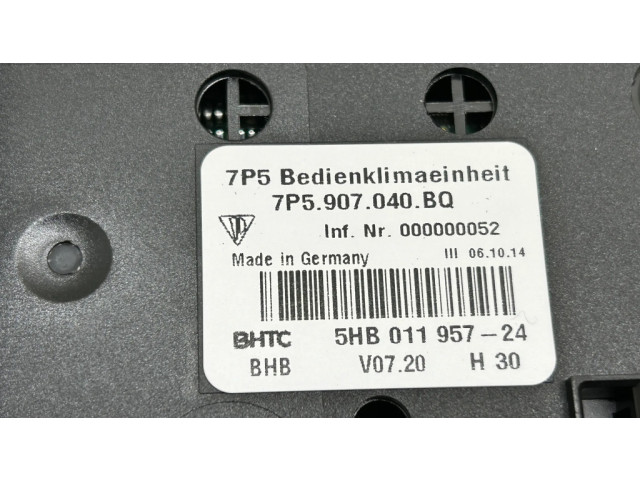 7P5 Bedienklimaeinheit
7P5.907.040.BQ
Inf. Nr. 000000052
Made in Germany III 06.10.14
BHTC 5HB 011 957-24
BHB V07.20 H 30